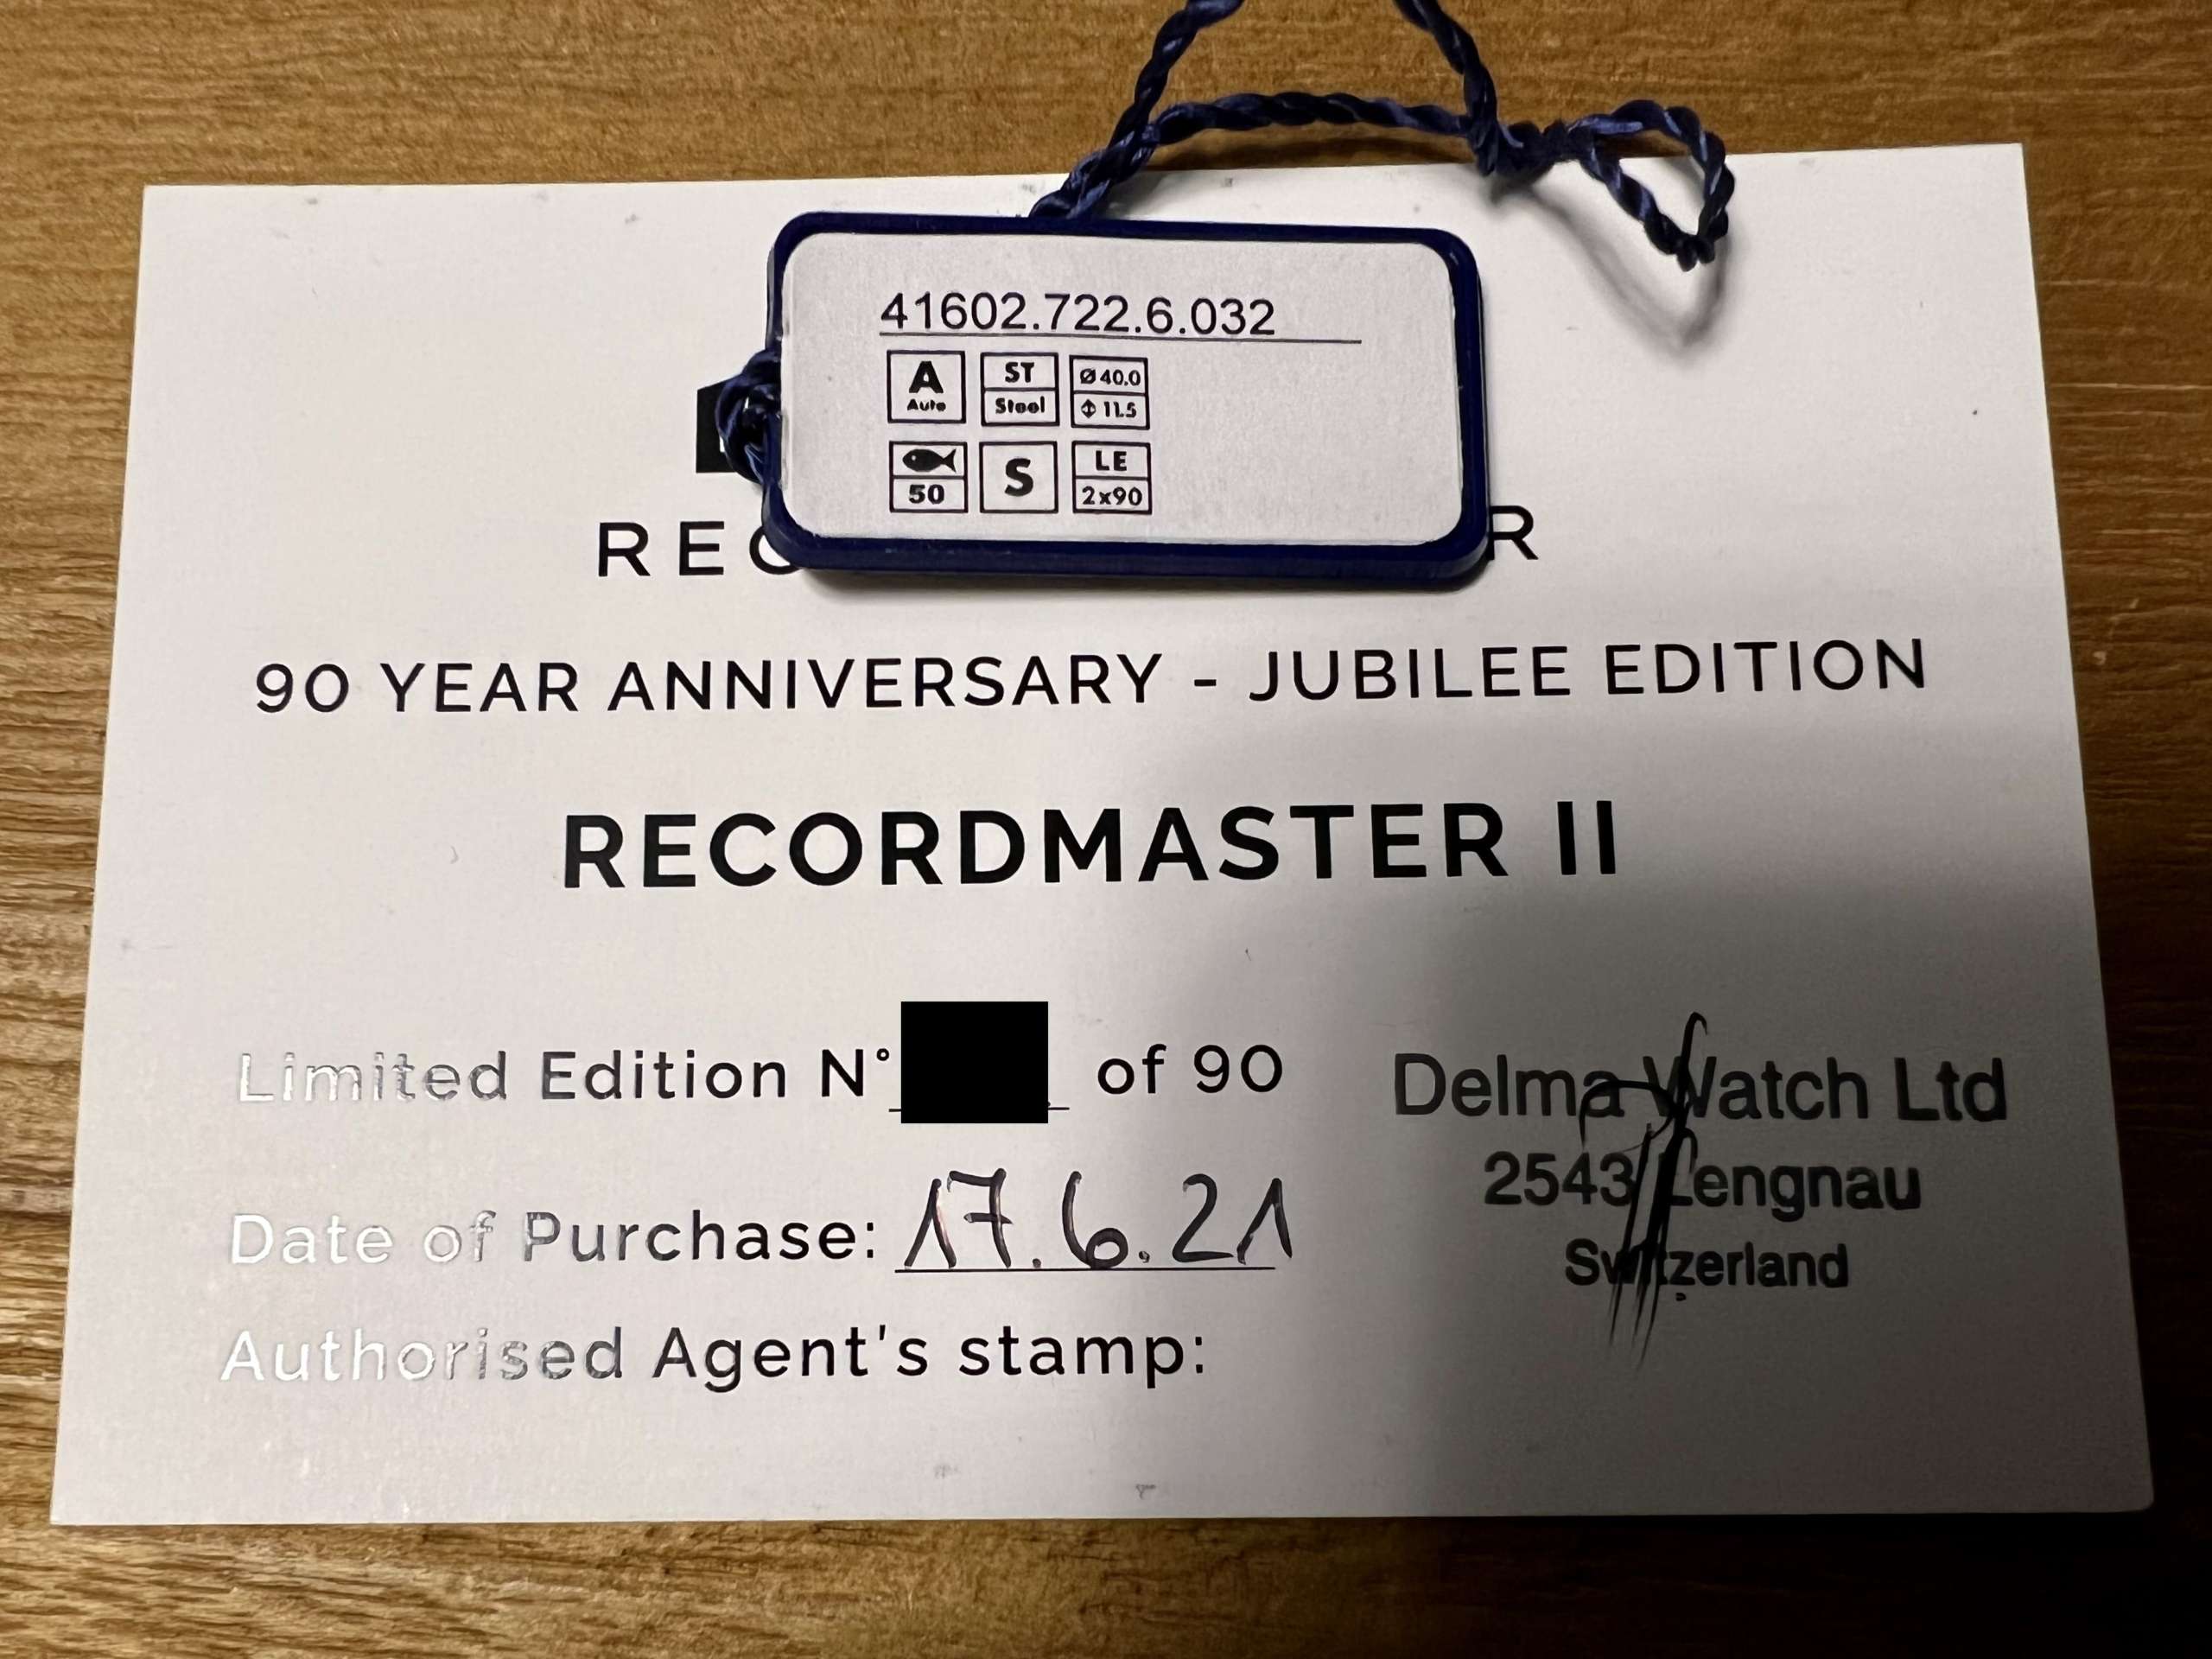 41602.722.6.032
A
Auto
ST
Steel
Ø 40.0
11.5
50
S
LE
2x90
90 YEAR ANNIVERSARY - JUBILEE EDITION
RECORDMASTER II
Limited Edition N° of 90
Date of Purchase: 17.6.21
Authorised Agent's stamp:
Delma Watch Ltd
2543 Lengnau
Switzerland